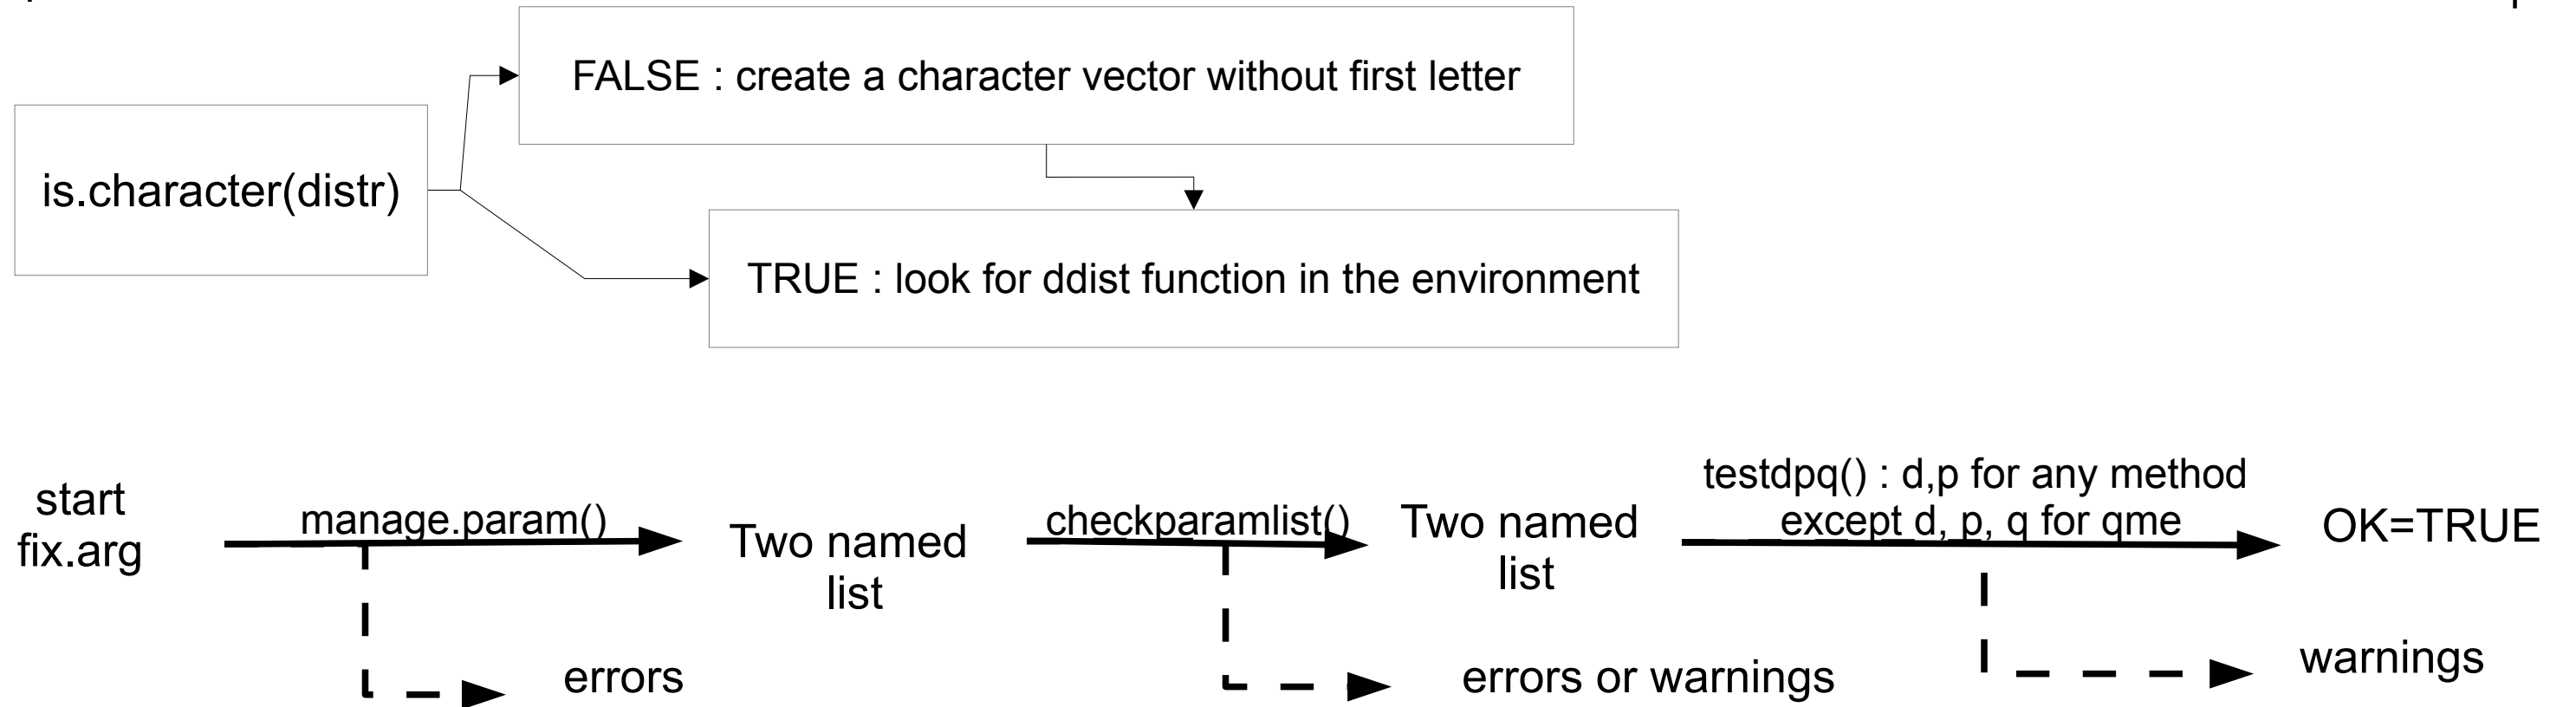 FALSE : create a character vector without first letter
is.character(distr)
TRUE : look for ddist function in the environment
start
fix.arg
manage.param()
Two named
list
checkparamlist()
Two named
list
testdpq() : d,p for any method
except d, p, q for qme
OK=TRUE
errors
errors or warnings
warnings